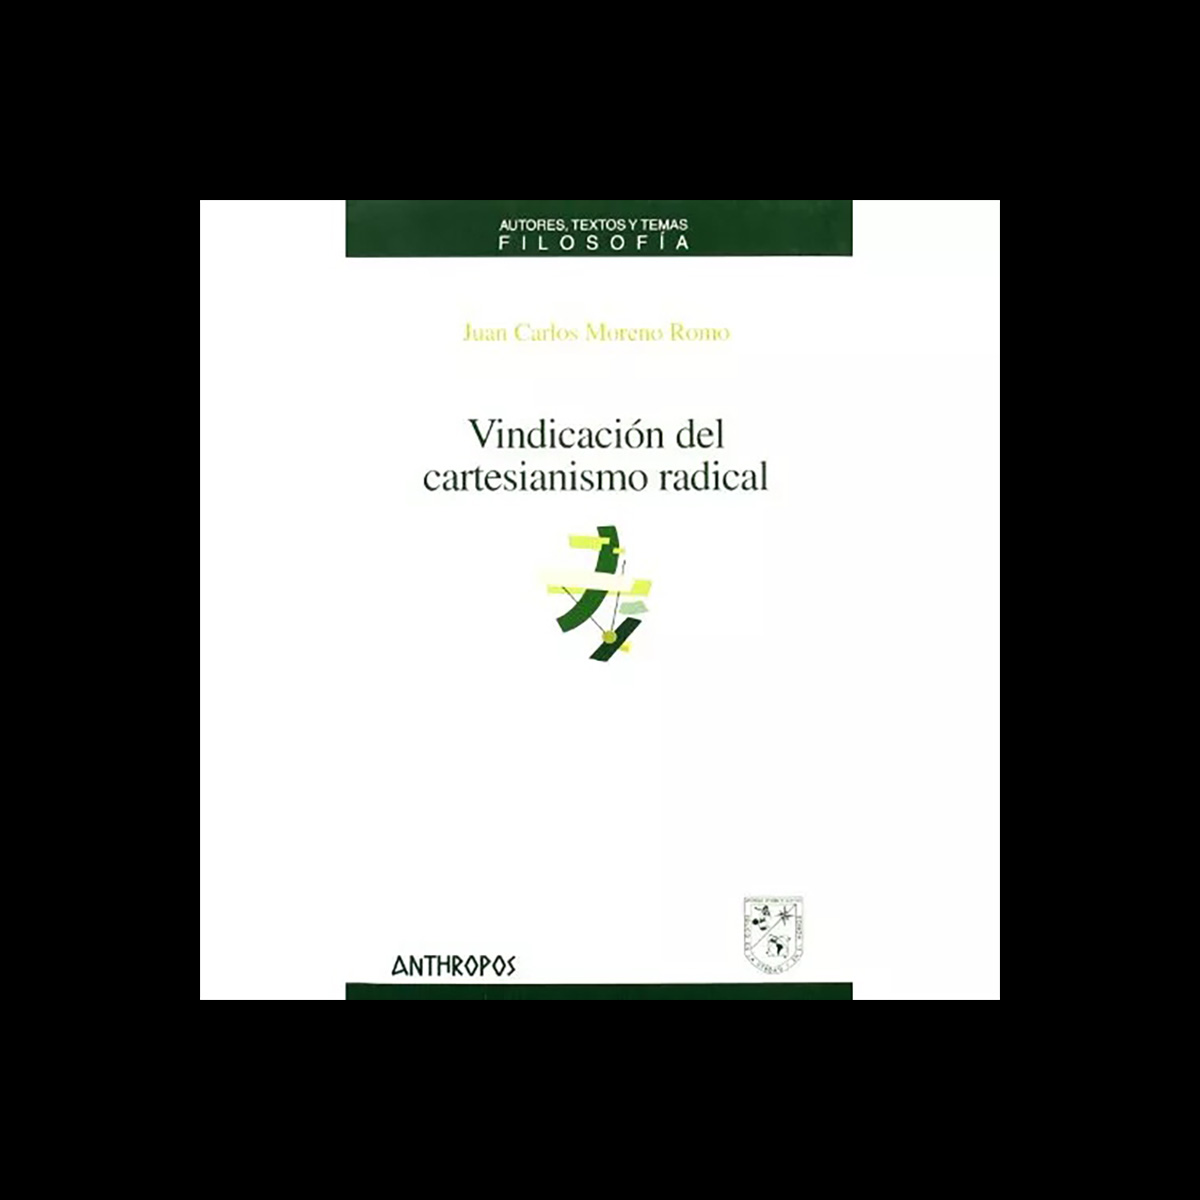 AUTORES, TEXTOS Y TEMAS
FILOSOFÍA
Juan Carlos Moreno Romo
Vindicación del
cartesianismo radical
ANTHROPOS